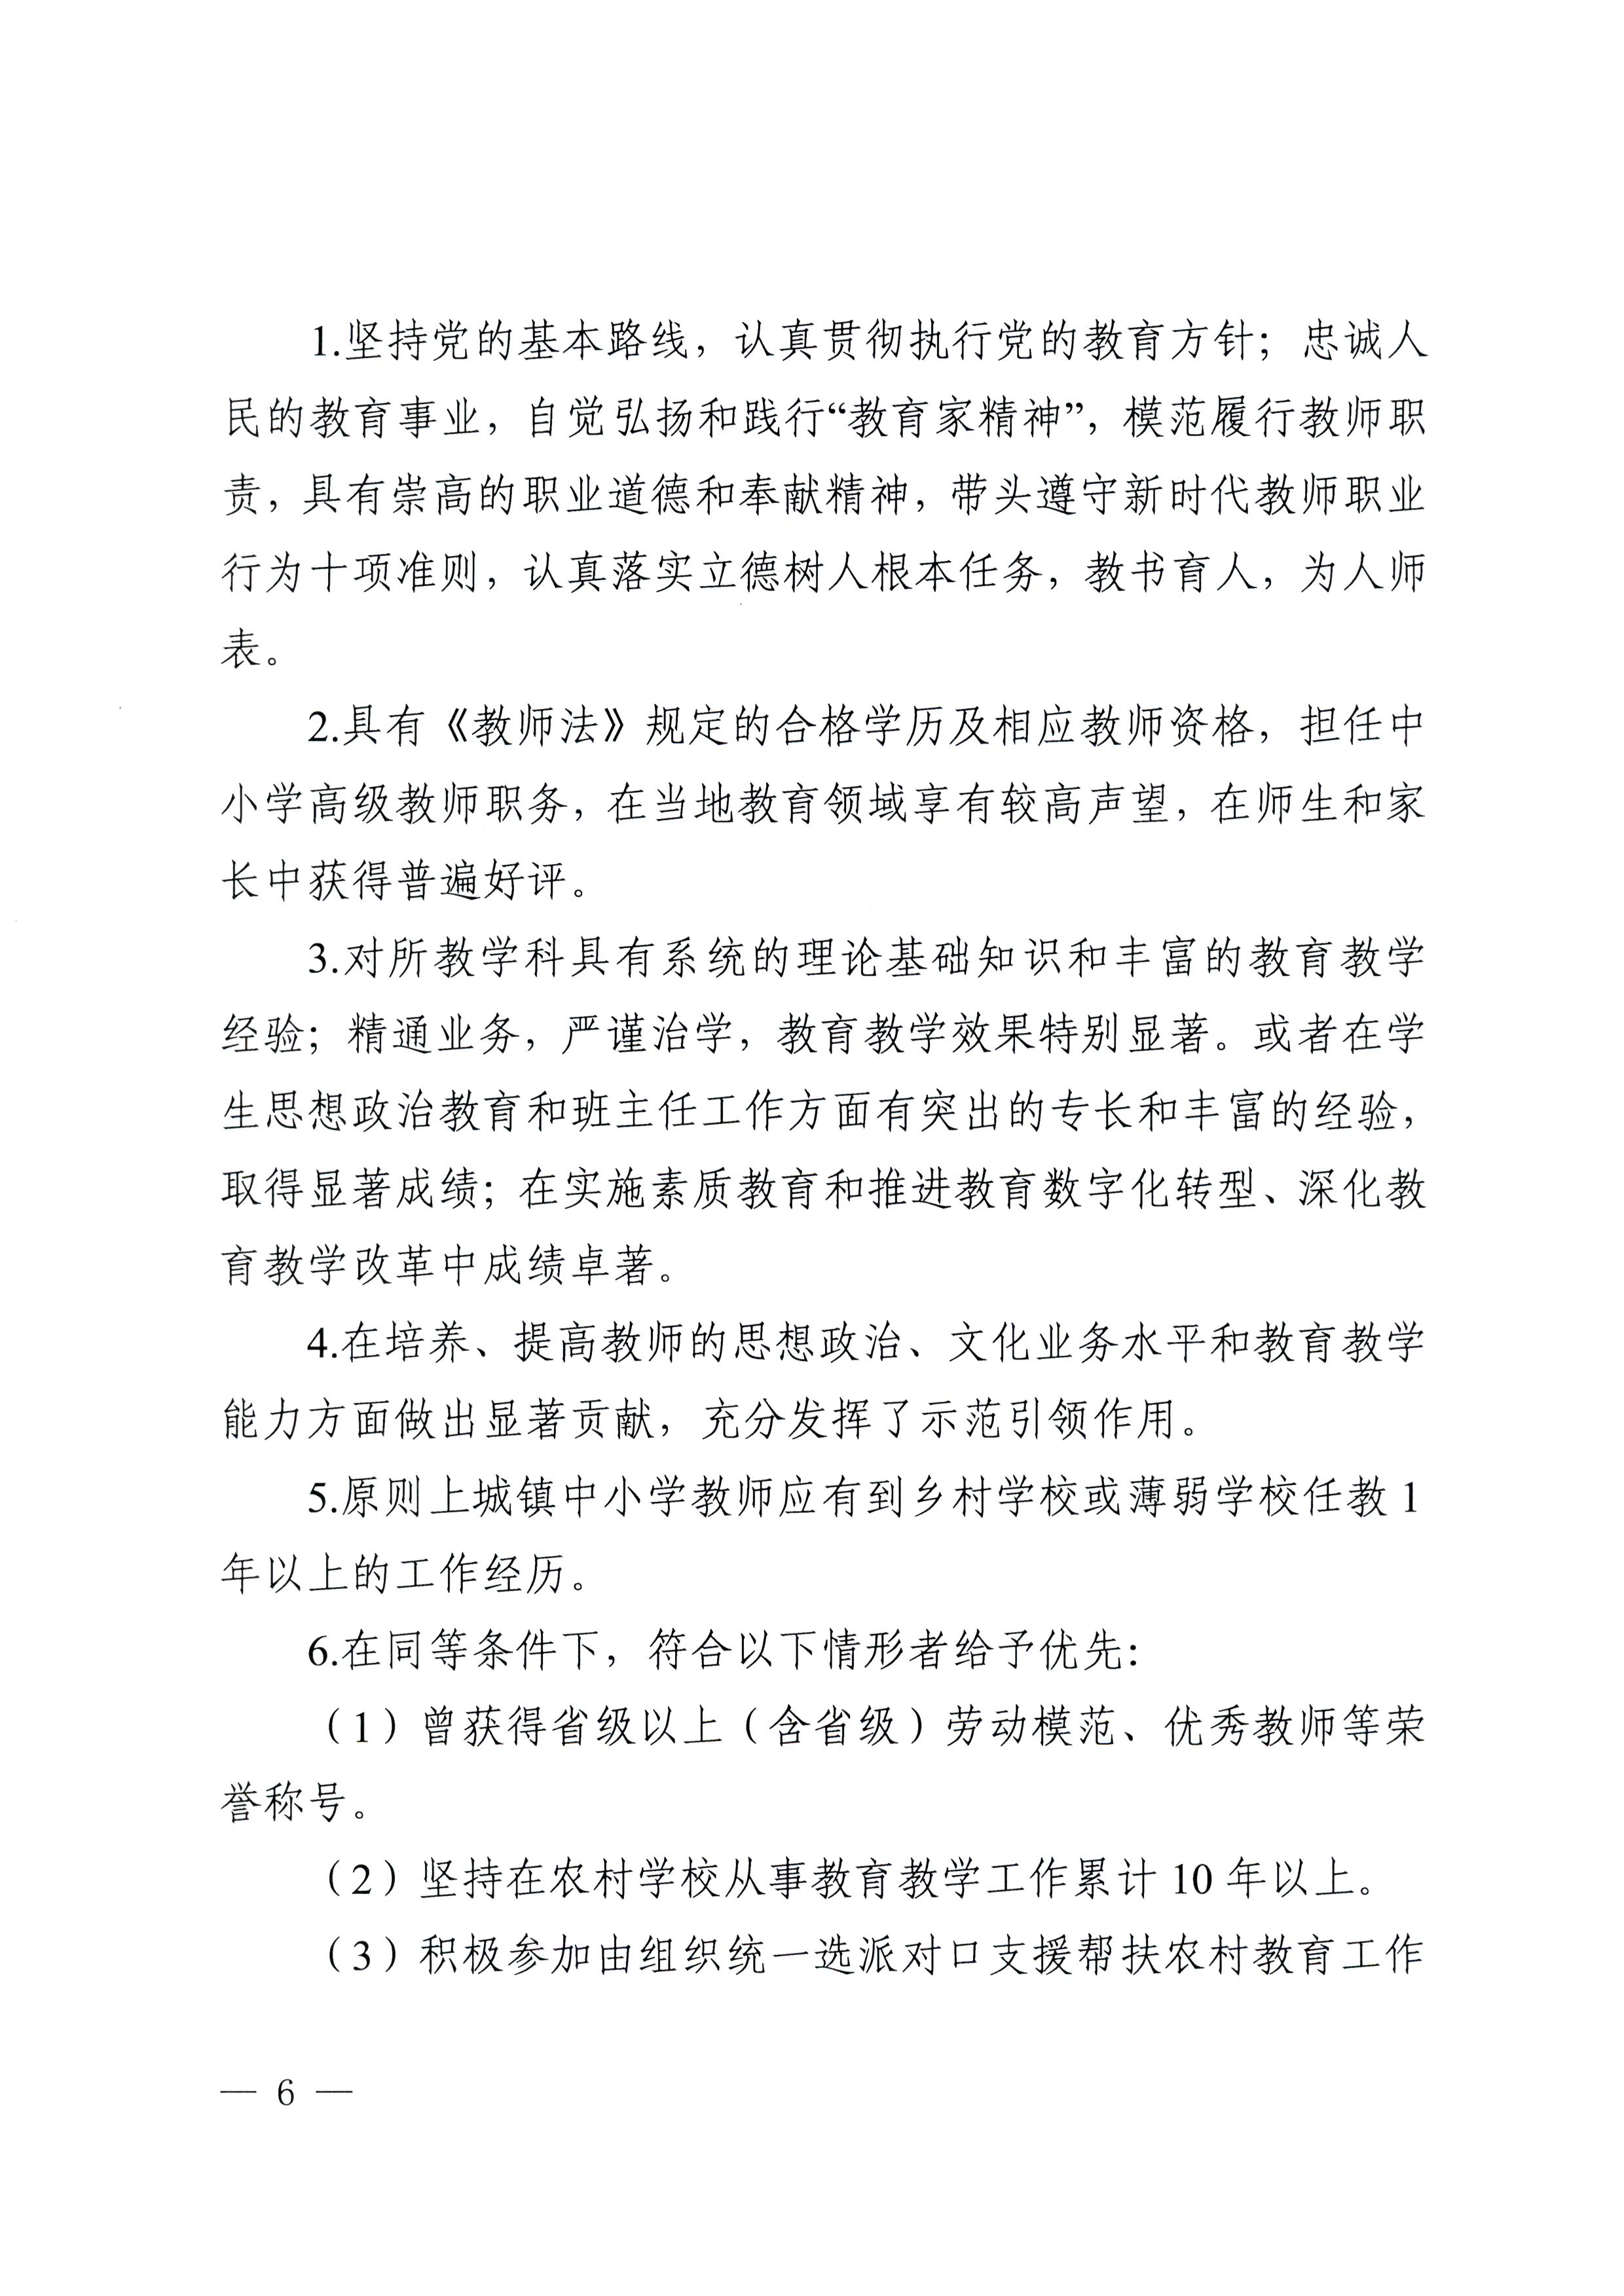 1.坚持党的基本路线，认真贯彻执行党的教育方针；忠诚人
民的教育事业，自觉弘扬和践行“教育家精神”，模范履行教师职
责，具有崇高的职业道德和奉献精神，带头遵守新时代教师职业
行为十项准则，认真落实立德树人根本任务，教书育人，为人师
表。
2.具有《教师法》规定的合格学历及相应教师资格，担任中
小学高级教师职务，在当地教育领域享有较高声望，在师生和家
长中获得普遍好评。
3.对所教学科具有系统的理论基础知识和丰富的教育教学
经验；精通业务，严谨治学，教育教学效果特别显著。或者在学
生思想政治教育和班主任工作方面有突出的专长和丰富的经验，
取得显著成绩；在实施素质教育和推进教育数字化转型、深化教
育教学改革中成绩卓著。
4.在培养、提高教师的思想政治、文化业务水平和教育教学
能力方面做出显著贡献，充分发挥了示范引领作用。
5.原则上城镇中小学教师应有到乡村学校或薄弱学校任教 1
年以上的工作经历。
6.在同等条件下，符合以下情形者给予优先：
（1）曾获得省级以上（含省级）劳动模范、优秀教师等荣
誉称号。
（2）坚持在农村学校从事教育教学工作累计 10 年以上。
（3）积极参加由组织统一选派对口支援帮扶农村教育工作
— 6 —